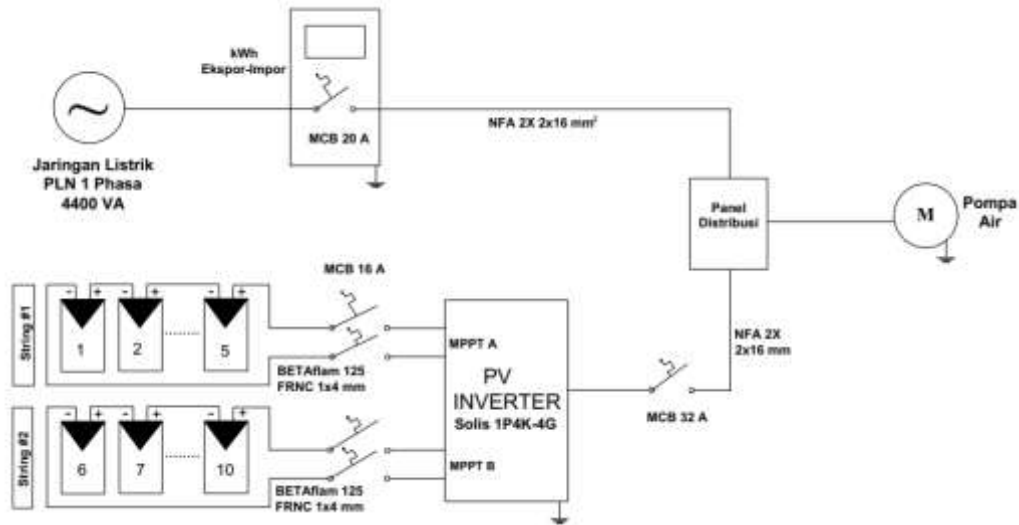 kWh
Ekspor-Impor
MCB 20 A
NFA 2X 2x16 mm²
Jaringan Listrik
PLN 1 Phasa
4400 VA
Panel
Distribusi
M
Pompa
Air
MCB 16 A
String #1
- + - + - +
1 2 5
MPPT A
BETAflam 125
FRNC 1x4 mm
PV
INVERTER
Solis 1P4K-4G
NFA 2X
2x16 mm
MCB 32 A
String #2
- + - + - +
6 7 10
MPPT B
BETAflam 125
FRNC 1x4 mm